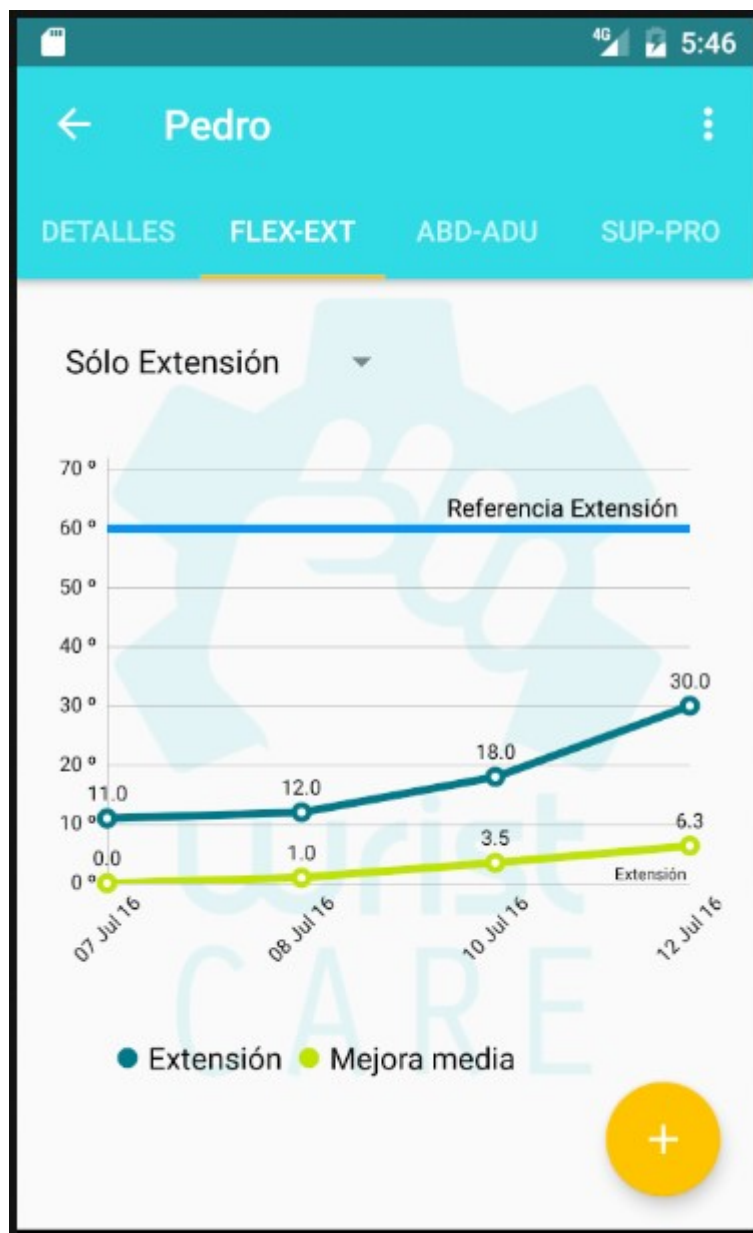 4G 5:46
Pedro
DETALLES FLEX-EXT ABD-ADU SUP-PRO
Sólo Extensión
70 º
Referencia Extensión
60 º
50 º
40 º
30 º
30.0
20 º
18.0
11.0
12.0
10 º
6.3
3.5
1.0
0.0
0 º
Extensión
07 Jul 16
08 Jul 16
10 Jul 16
12 Jul 16
Wrist
CARE
Extensión Mejora media
+